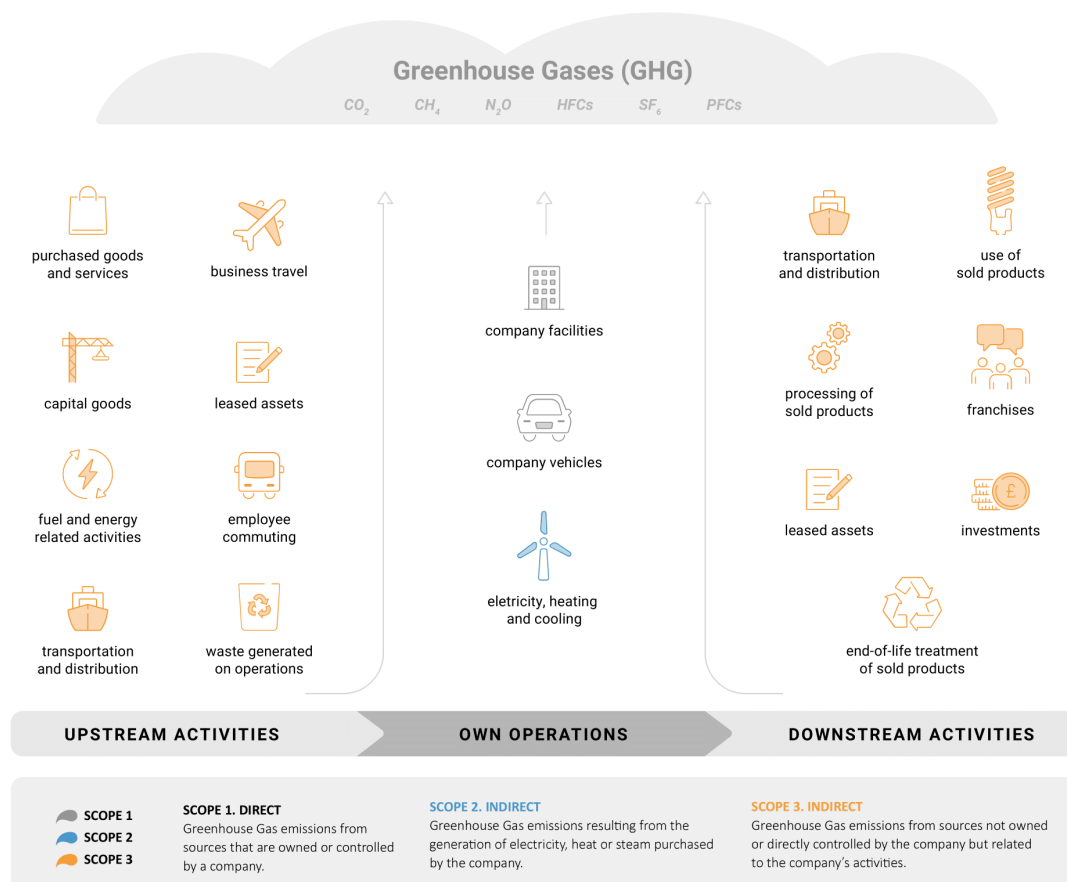 Greenhouse Gases (GHG)
CO₂ CH₄ N₂O HFCs SF₆ PFCs
purchased goods
and services
business travel
capital goods
leased assets
fuel and energy
related activities
employee
commuting
transportation
and distribution
waste generated
on operations
company facilities
company vehicles
eletricity, heating
and cooling
transportation
and distribution
use of
sold products
processing of
sold products
franchises
leased assets
£
investments
end-of-life treatment
of sold products
UPSTREAM ACTIVITIES
OWN OPERATIONS
DOWNSTREAM ACTIVITIES
SCOPE 1
SCOPE 2
SCOPE 3
SCOPE 1. DIRECT
Greenhouse Gas emissions from
sources that are owned or controlled
by a company.
SCOPE 2. INDIRECT
Greenhouse Gas emissions resulting from the
generation of electricity, heat or steam purchased
by the company.
SCOPE 3. INDIRECT
Greenhouse Gas emissions from sources not owned
or directly controlled by the company but related
to the company's activities.